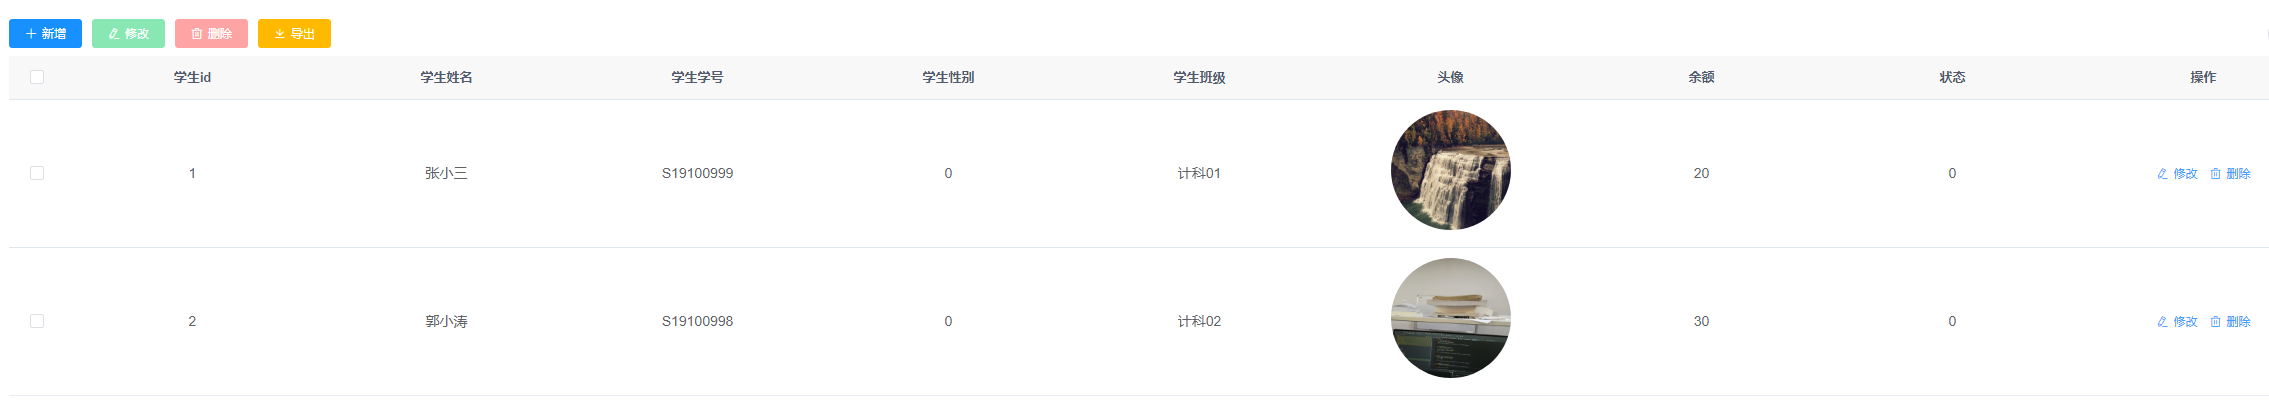 新增 修改 删除 导出
学生id 学生姓名 学生学号 学生性别 学生班级 头像 余额 状态 操作
1 张小三 S19100999 0 计科01 20 0 修改 删除
2 郭小涛 S19100998 0 计科02 30 0 修改 删除